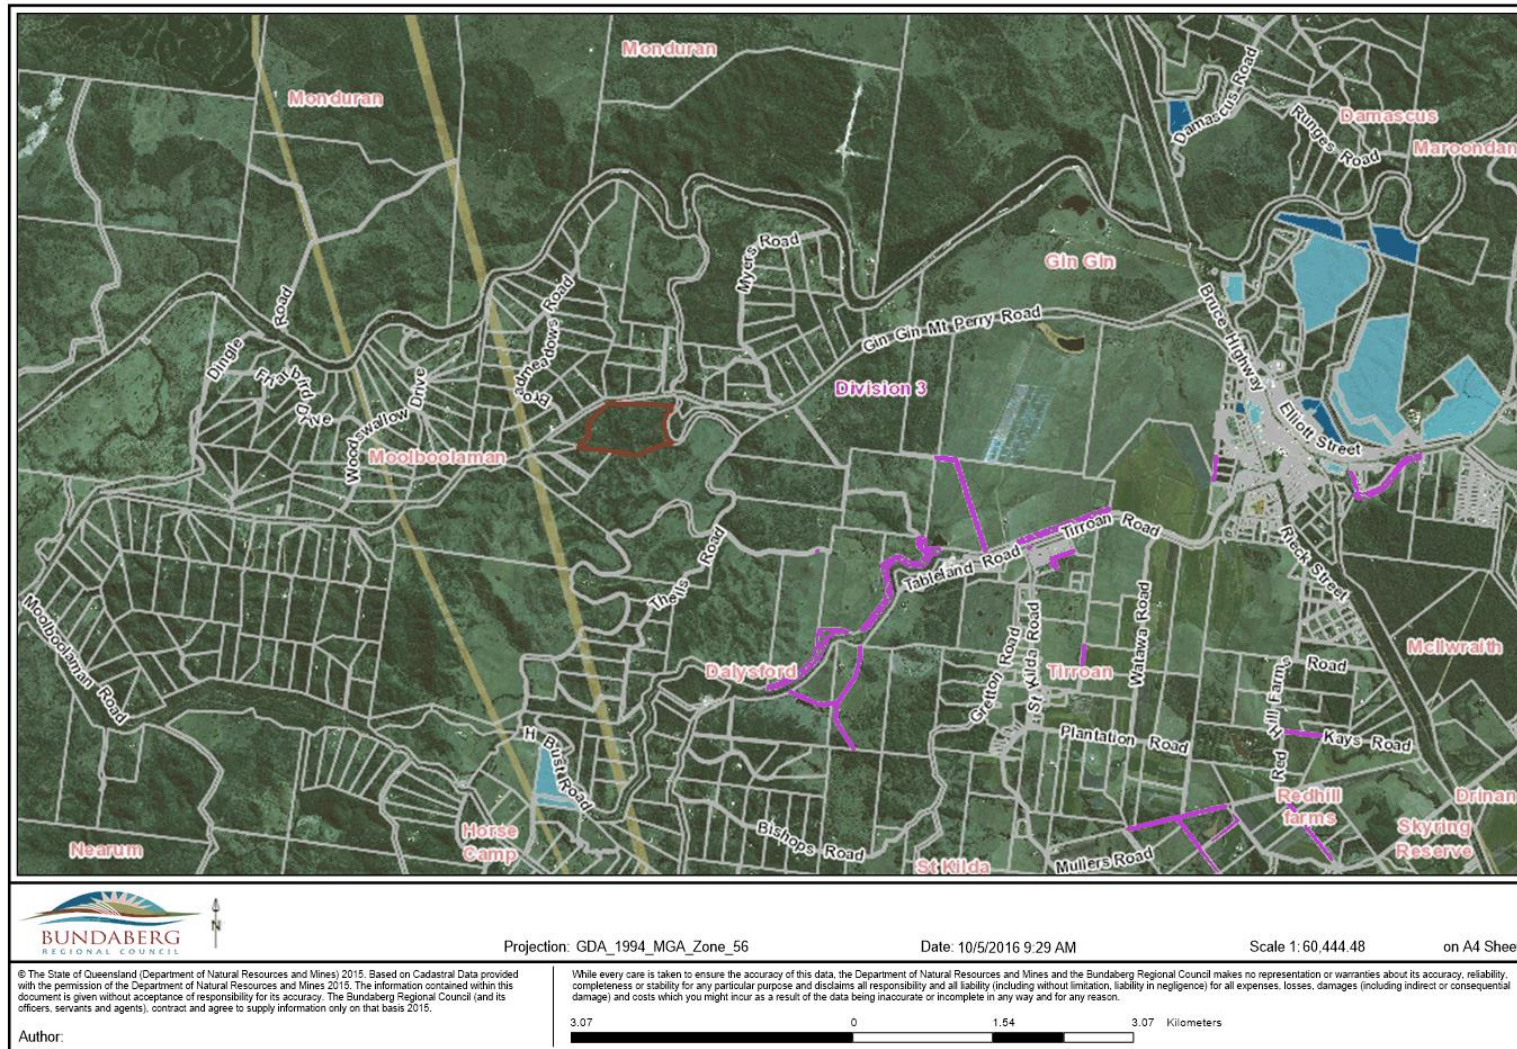 Monduran
Monduran
Damascus Road
Damascus
Runges Road
Maroondan
Myers Road
Gin Gin
Dingle Road
Friarbird Drive
Woodswallow Drive
Broadmeadows Road
Gin Gin Mt Perry Road
Bruce Highway
Division 3
Elliott Street
Moolboolaman
Tirroan Road
Tableland Road
Theils Road
Rieck Street
Moolboolaman Road
Dalysford
Gretton Road
St Kilda Road
Tirroan
Watawa Road
McIlwraith
Red Hill Farms Road
H Bylst Road
Plantation Road
Kays Road
Redhill
farms
Drinan
Nearum
Horse
Camp
Bishops Road
St Kilda
Mullers Road
Skyring
Reserve
BUNDABERG
REGIONAL COUNCIL
N
Projection: GDA_1994_MGA_Zone_56
Date: 10/5/2016 9:29 AM
Scale 1:60,444.48
on A4 Sheet
© The State of Queensland (Department of Natural Resources and Mines) 2015. Based on Cadastral Data provided
with the permission of the Department of Natural Resources and Mines 2015. The information contained within this
document is given without acceptance of responsibility for its accuracy. The Bundaberg Regional Council (and its
officers, servants and agents), contract and agree to supply information only on that basis 2015.
Author:
While every care is taken to ensure the accuracy of this data, the Department of Natural Resources and Mines and the Bundaberg Regional Council makes no representation or warranties about its accuracy, reliability,
completeness or stability for any particular purpose and disclaims all responsibility and all liability (including without limitation, liability in negligence) for all expenses, losses, damages (including indirect or consequential
damage) and costs which you might incur as a result of the data being inaccurate or incomplete in any way and for any reason.
3.07 0 1.54 3.07 Kilometers